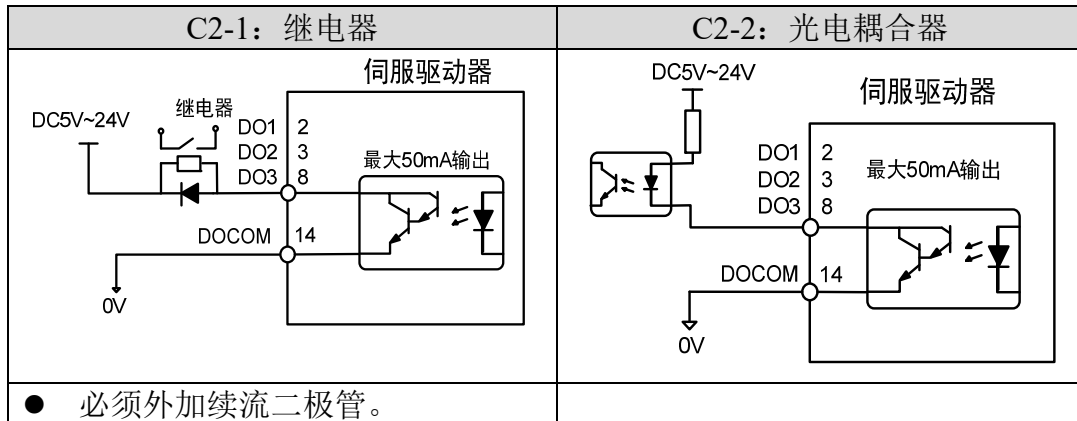 C2-1：继电器
C2-2：光电耦合器
伺服驱动器
继电器
DC5V~24V
DO1 2
DO2 3
DO3 8
最大50mA输出
DOCOM 14
0V
DC5V~24V
伺服驱动器
DO1 2
DO2 3
DO3 8
最大50mA输出
DOCOM 14
0V
● 必须外加续流二极管。